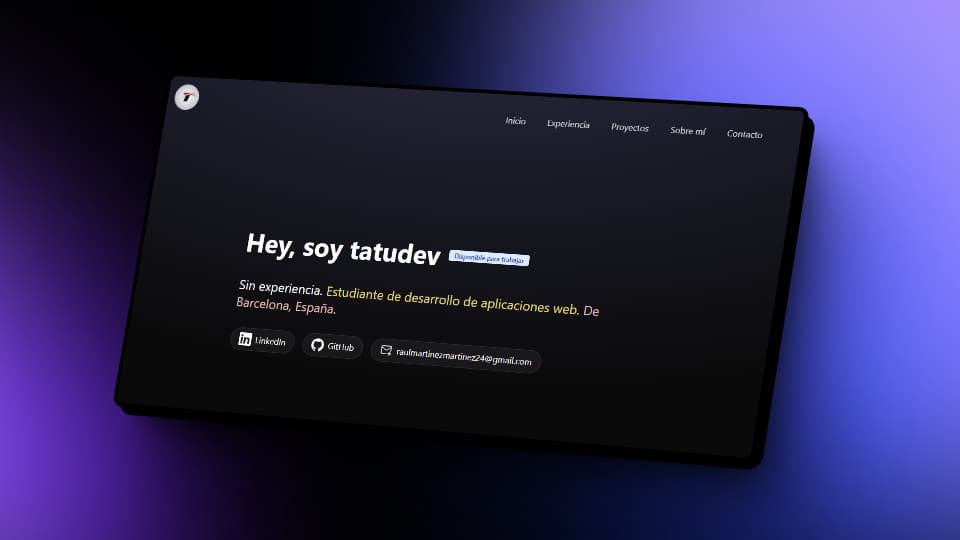 T
Inicio Experiencia Proyectos Sobre mí Contacto
Hey, soy tatudev Disponible para trabajar
Sin experiencia. Estudiante de desarrollo de aplicaciones web. De
Barcelona, España.
LinkedIn GitHub raulmartinezmartinez24@gmail.com